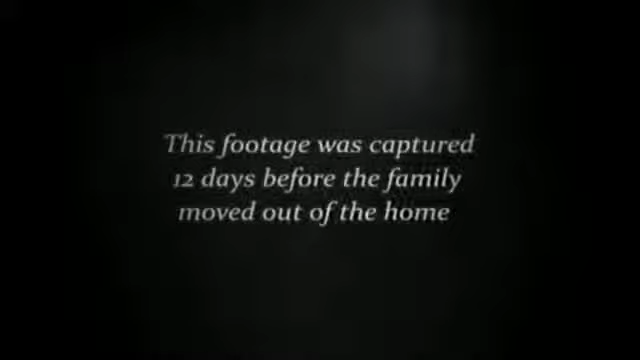 This footage was captured
12 days before the family
moved out of the home